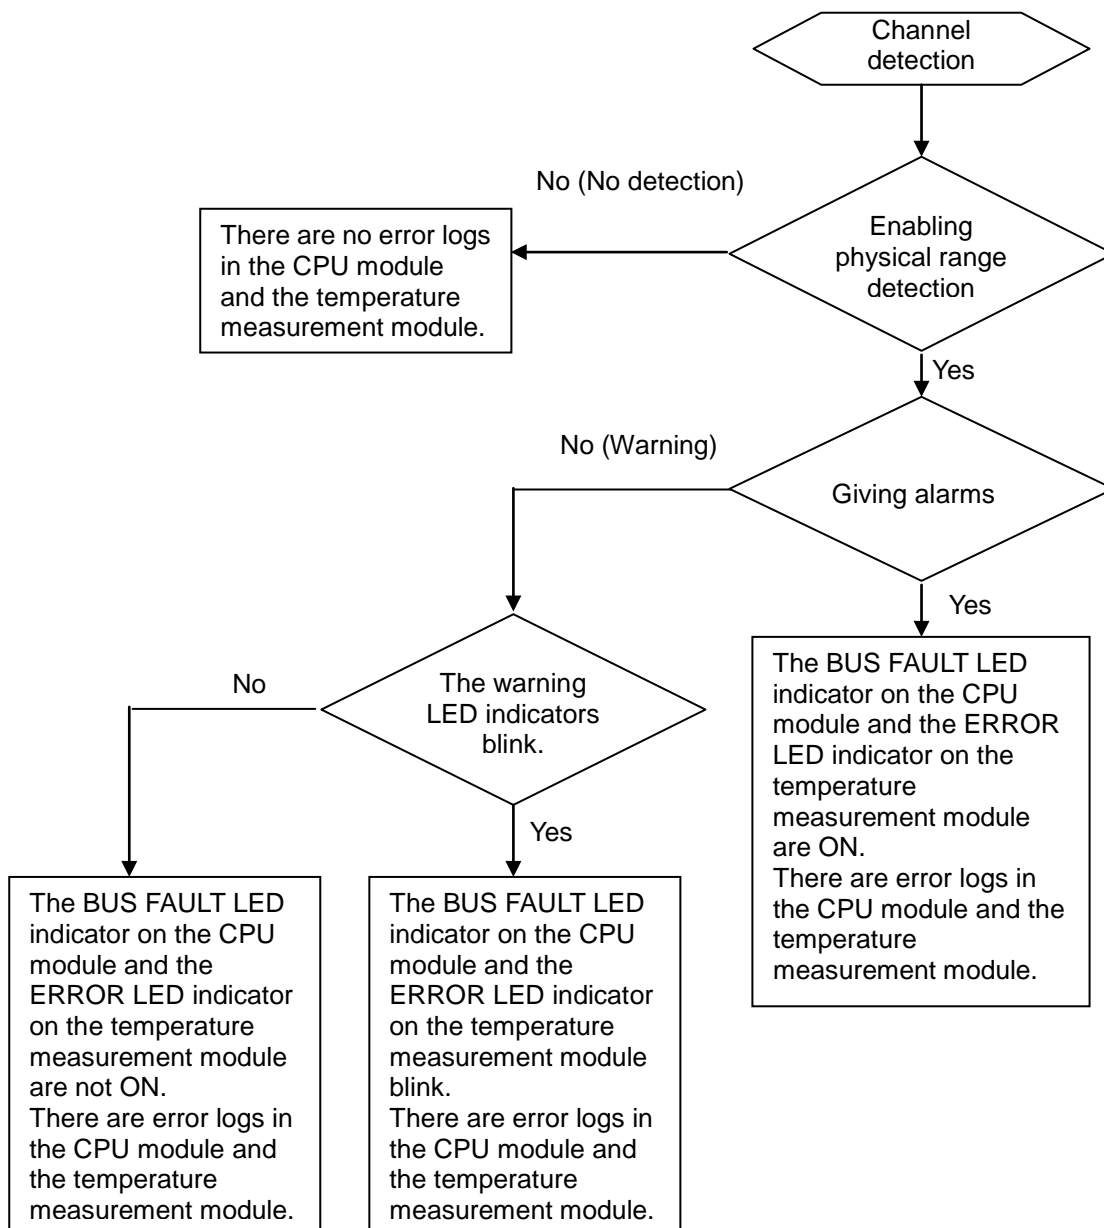 Channel
detection
No (No detection)
Enabling
physical range
detection
There are no error logs
in the CPU module
and the temperature
measurement module.
Yes
No (Warning)
Giving alarms
Yes
The BUS FAULT LED
indicator on the CPU
module and the ERROR
LED indicator on the
temperature
measurement module
are ON.
There are error logs in
the CPU module and the
temperature
measurement module.
No
The warning
LED indicators
blink.
Yes
The BUS FAULT LED
indicator on the CPU
module and the
ERROR LED indicator
on the temperature
measurement module
are not ON.
There are error logs in
the CPU module and
the temperature
measurement module.
The BUS FAULT LED
indicator on the CPU
module and the
ERROR LED indicator
on the temperature
measurement module
blink.
There are error logs in
the CPU module and
the temperature
measurement module.